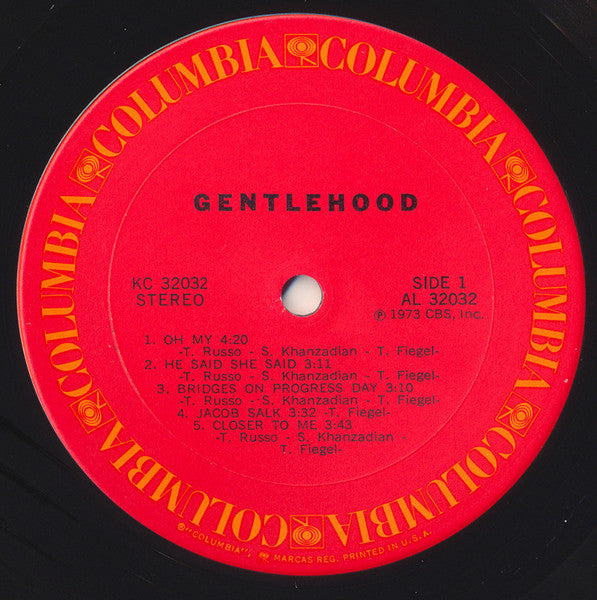 COLUMBIA COLUMBIA COLUMBIA COLUMBIA COLUMBIA COLUMBIA
GENTLEHOOD
KC 32032
STEREO
SIDE 1
AL 32032
℗ 1973 CBS, Inc.
1. OH MY 4:20
-T. Russo - S. Khanzadian - T. Fiegel-
2. HE SAID SHE SAID 3:11
-T. Russo - S. Khanzadian - T. Fiegel-
3. BRIDGES ON PROGRESS DAY 3:10
-T. Russo - S. Khanzadian - T. Fiegel-
4. JACOB SALK 3:32 -T. Fiegel-
5. CLOSER TO ME 3:43
-T. Russo - S. Khanzadian
T. Fiegel-
®"COLUMBIA", MARCAS REG. PRINTED IN U.S.A.